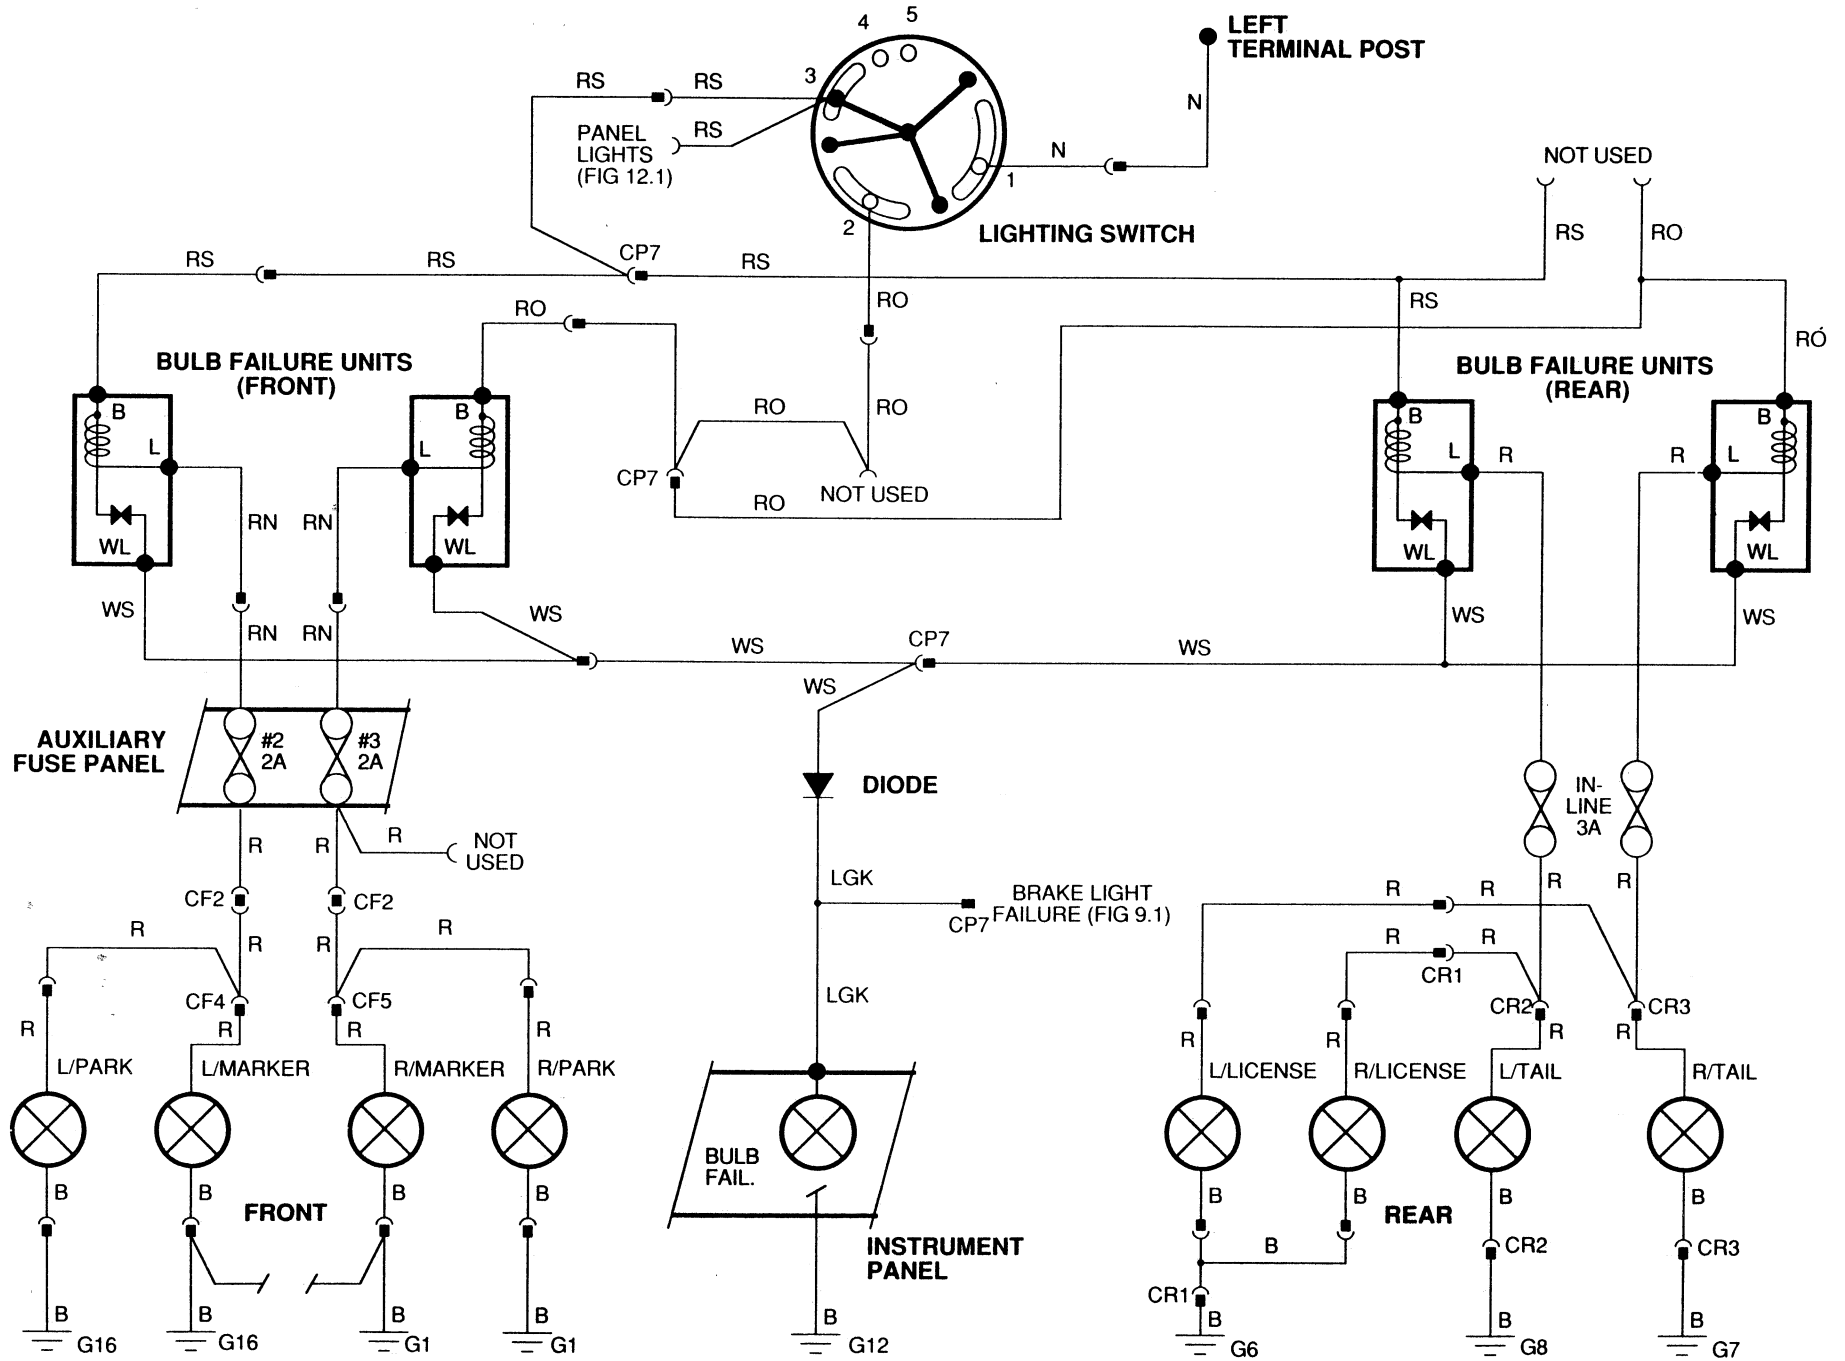 4
5
LEFT
TERMINAL POST
3
RS
RS
N
PANEL
LIGHTS
(FIG 12.1)
RS
N
1
NOT USED
2
LIGHTING SWITCH
RS
RO
RS
RS
CP7
RS
RO
RO
RS
RO
BULB FAILURE UNITS
(FRONT)
BULB FAILURE UNITS
(REAR)
B
L
B
L
RO
RO
B
L
R
R
L
B
CP7
NOT USED
RO
RN
RN
WL
WL
WL
WL
WS
RN
RN
WS
WS
CP7
WS
WS
WS
WS
AUXILIARY
FUSE PANEL
#2
2A
#3
2A
DIODE
IN-
LINE
3A
R
R
R
NOT
USED
LGK
BRAKE LIGHT
FAILURE (FIG 9.1)
CP7
R
R
R
R
CF2
CF2
R
R
R
R
R
R
CR1
LGK
CF4
CF5
CR2
CR3
R
R
R
R
R
R
R
R
L/PARK
L/MARKER
R/MARKER
R/PARK
L/LICENSE
R/LICENSE
L/TAIL
R/TAIL
BULB
FAIL.
B
B
B
B
B
B
B
B
FRONT
REAR
INSTRUMENT
PANEL
B
CR2
CR3
CR1
B
B
B
B
B
B
B
B
G16
G16
G1
G1
G12
G6
G8
G7